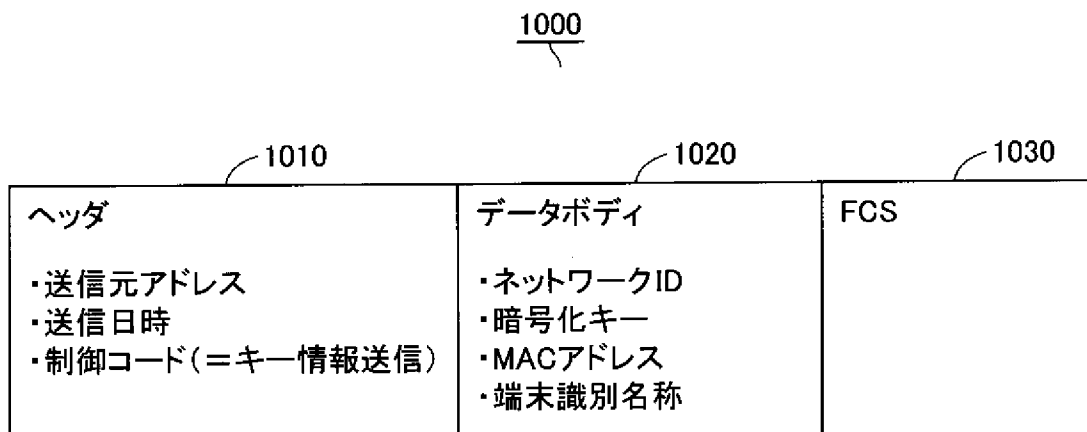 1000
1010
1020
1030
ヘッダ
・送信元アドレス
・送信日時
・制御コード(=キー情報送信)
データボディ
・ネットワークID
・暗号化キー
・MACアドレス
・端末識別名称
FCS